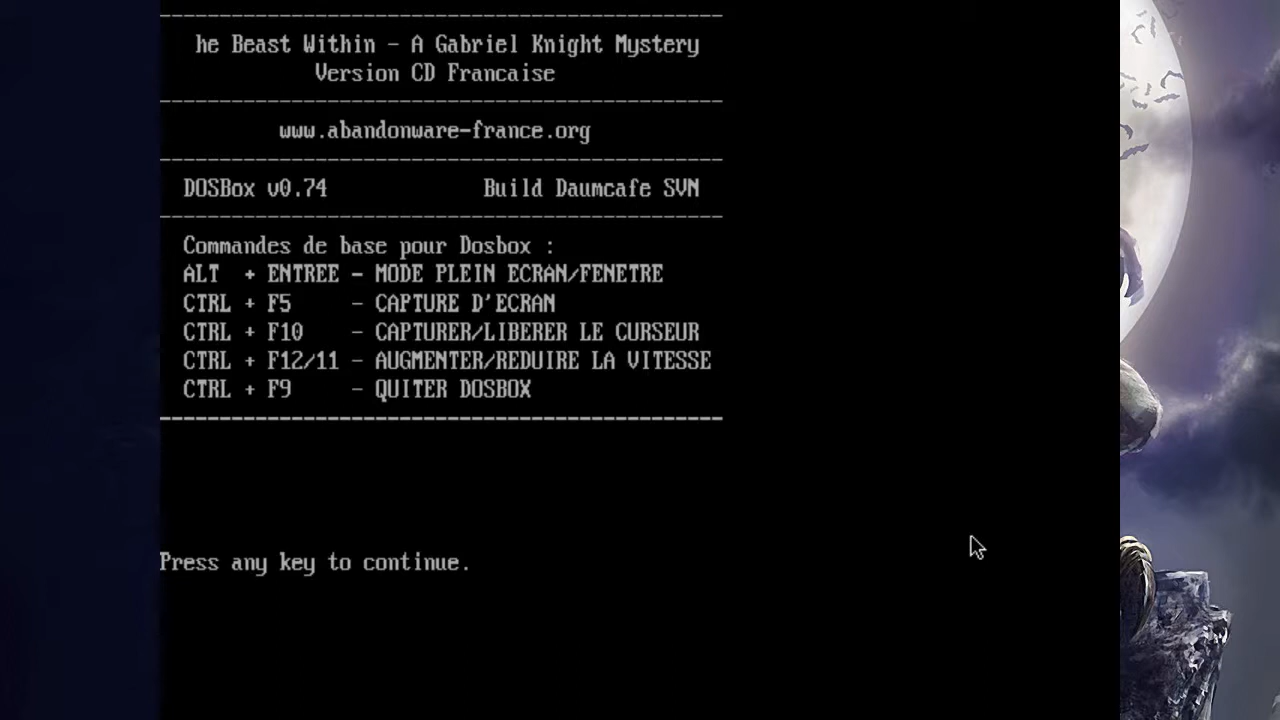 he Beast Within - A Gabriel Knight Mystery
Version CD Francaise
www.abandonware-france.org
DOSBox v0.74 Build Daumcafe SVN
Commandes de base pour Dosbox :
ALT + ENTREE - MODE PLEIN ECRAN/FENETRE
CTRL + F5 - CAPTURE D'ECRAN
CTRL + F10 - CAPTURER/LIBERER LE CURSEUR
CTRL + F12/11 - AUGMENTER/REDUIRE LA VITESSE
CTRL + F9 - QUITER DOSBOX
Press any key to continue.